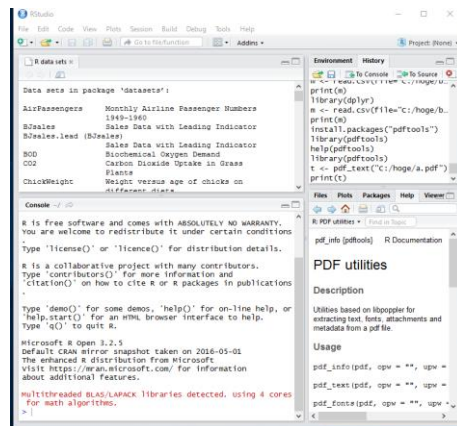 RStudio
File Edit Code View Plots Session Build Debug Tools Help
Go to file/function Addins Project: (None)
R data sets
Data sets in package 'datasets':
AirPassengers Monthly Airline Passenger Numbers
1949-1960
BJsales Sales Data with Leading Indicator
BJsales.lead (BJsales)
Sales Data with Leading Indicator
BOD Biochemical Oxygen Demand
CO2 Carbon Dioxide Uptake in Grass
Plants
ChickWeight Weight versus age of chicks on
different diets
Console ~/
R is free software and comes with ABSOLUTELY NO WARRANTY.
You are welcome to redistribute it under certain conditions
.
Type 'license()' or 'licence()' for distribution details.
R is a collaborative project with many contributors.
Type 'contributors()' for more information and
'citation()' on how to cite R or R packages in publications
.
Type 'demo()' for some demos, 'help()' for on-line help, or
'help.start()' for an HTML browser interface to help.
Type 'q()' to quit R.
Microsoft R Open 3.2.5
Default CRAN mirror snapshot taken on 2016-05-01
The enhanced R distribution from Microsoft
Visit https://mran.microsoft.com/ for information
about additional features.
Multithreaded BLAS/LAPACK libraries detected. Using 4 cores
for math algorithms.
>
Environment History
To Console To Source
m <- read.csv(file="C:/hoge/b.
print(m)
library(dplyr)
m <- read.csv(file="C:/hoge/b.
print(m)
install.packages("pdftools")
library(pdftools)
help(pdftools)
library(pdftools)
t <- pdf_text("C:/hoge/a.pdf")
print(t)
Files Plots Packages Help Viewer
R: PDF utilities Find in Topic
pdf_info {pdftools} R Documentation
PDF utilities
Description
Utilities based on libpoppler for
extracting text, fonts, attachments and
metadata from a pdf file.
Usage
pdf_info(pdf, opw = "", upw =
pdf_text(pdf, opw = "", upw =
pdf_fonts(pdf, opw = "", upw